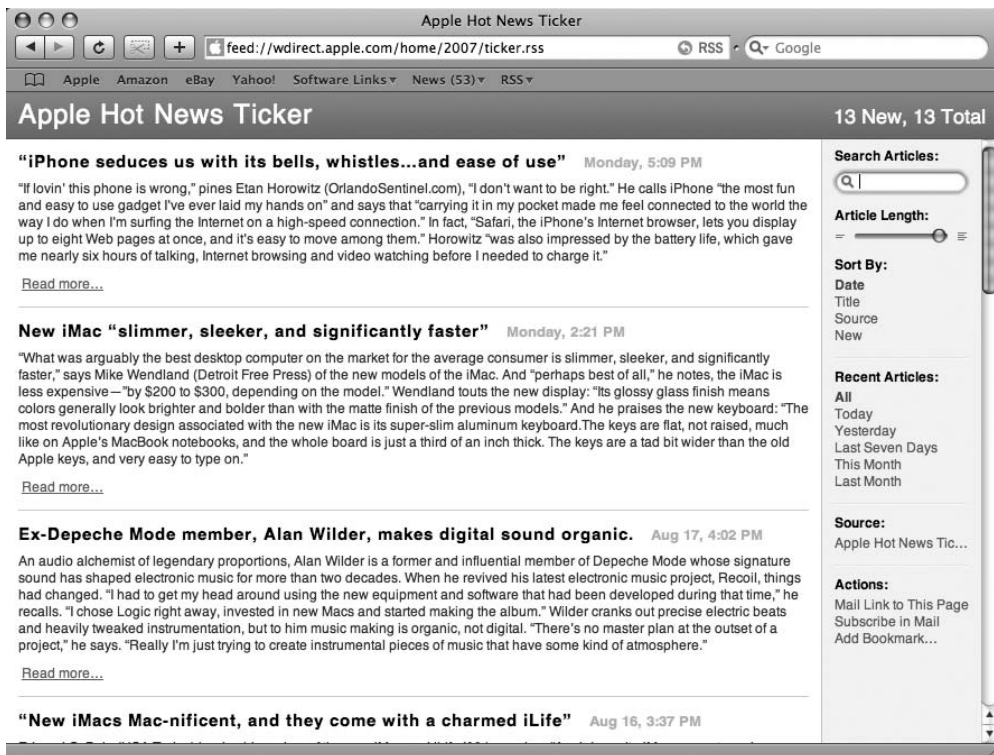 Apple Hot News Ticker
feed://wdirect.apple.com/home/2007/ticker.rss
RSS
Google
Apple Amazon eBay Yahoo! Software Links News (53) RSS
Apple Hot News Ticker
13 New, 13 Total
“iPhone seduces us with its bells, whistles...and ease of use” Monday, 5:09 PM
“If lovin' this phone is wrong,” pines Etan Horowitz (OrlandoSentinel.com), “I don't want to be right.” He calls iPhone “the most fun
and easy to use gadget I've ever laid my hands on” and says that “carrying it in my pocket made me feel connected to the world the
way I do when I'm surfing the Internet on a high-speed connection.” In fact, “Safari, the iPhone's Internet browser, lets you display
up to eight Web pages at once, and it's easy to move among them.” Horowitz “was also impressed by the battery life, which gave
me nearly six hours of talking, Internet browsing and video watching before I needed to charge it.”
Read more...
New iMac “slimmer, sleeker, and significantly faster” Monday, 2:21 PM
“What was arguably the best desktop computer on the market for the average consumer is slimmer, sleeker, and significantly
faster,” says Mike Wendland (Detroit Free Press) of the new models of the iMac. And “perhaps best of all,” he notes, the iMac is
less expensive—”by $200 to $300, depending on the model.” Wendland touts the new display: “Its glossy glass finish means
colors generally look brighter and bolder than with the matte finish of the previous models.” And he praises the new keyboard: “The
most revolutionary design associated with the new iMac is its super-slim aluminum keyboard.The keys are flat, not raised, much
like on Apple's MacBook notebooks, and the whole board is just a third of an inch thick. The keys are a tad bit wider than the old
Apple keys, and very easy to type on.”
Read more...
Ex-Depeche Mode member, Alan Wilder, makes digital sound organic. Aug 17, 4:02 PM
An audio alchemist of legendary proportions, Alan Wilder is a former and influential member of Depeche Mode whose signature
sound has shaped electronic music for more than two decades. When he revived his latest electronic music project, Recoil, things
had changed. “I had to get my head around using the new equipment and software that had been developed during that time,” he
recalls. “I chose Logic right away, invested in new Macs and started making the album.” Wilder cranks out precise electric beats
and heavily tweaked instrumentation, but to him music making is organic, not digital. “There's no master plan at the outset of a
project,” he says. “Really I'm just trying to create instrumental pieces of music that have some kind of atmosphere.”
Read more...
“New iMacs Mac-nificent, and they come with a charmed iLife” Aug 16, 3:37 PM
Search Articles:
Article Length:
Sort By:
Date
Title
Source
New
Recent Articles:
All
Today
Yesterday
Last Seven Days
This Month
Last Month
Source:
Apple Hot News Tic...
Actions:
Mail Link to This Page
Subscribe in Mail
Add Bookmark...